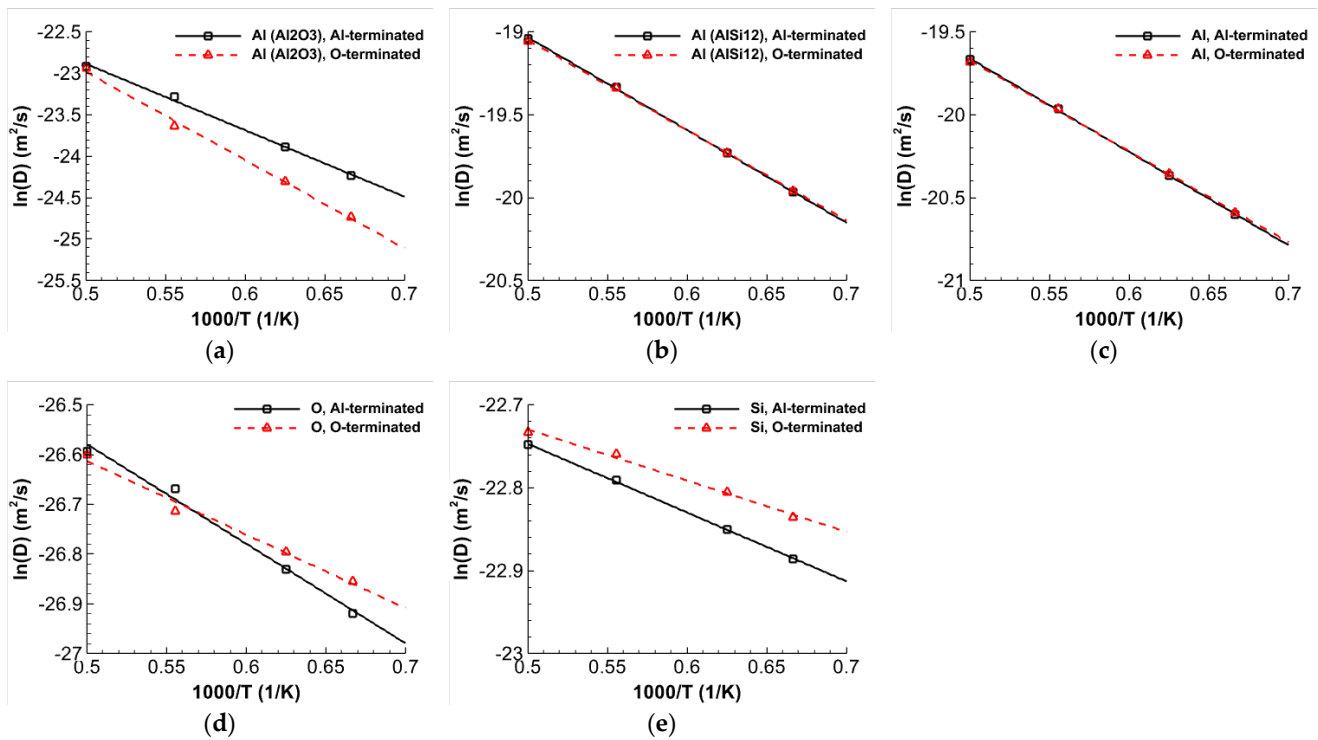 -22.5
-23
-23.5
-24
-24.5
-25
-25.5
ln(D) (m²/s)
Al (Al2O3), Al-terminated
Al (Al2O3), O-terminated
0.5 0.55 0.6 0.65 0.7
1000/T (1/K)
(a)
-19
-19.5
-20
-20.5
ln(D) (m²/s)
Al (AlSi12), Al-terminated
Al (AlSi12), O-terminated
0.5 0.55 0.6 0.65 0.7
1000/T (1/K)
(b)
-19.5
-20
-20.5
-21
ln(D) (m²/s)
Al, Al-terminated
Al, O-terminated
0.5 0.55 0.6 0.65 0.7
1000/T (1/K)
(c)
-26.5
-26.6
-26.7
-26.8
-26.9
-27
ln(D) (m²/s)
O, Al-terminated
O, O-terminated
0.5 0.55 0.6 0.65 0.7
1000/T (1/K)
(d)
-22.7
-22.8
-22.9
-23
ln(D) (m²/s)
Si, Al-terminated
Si, O-terminated
0.5 0.55 0.6 0.65 0.7
1000/T (1/K)
(e)